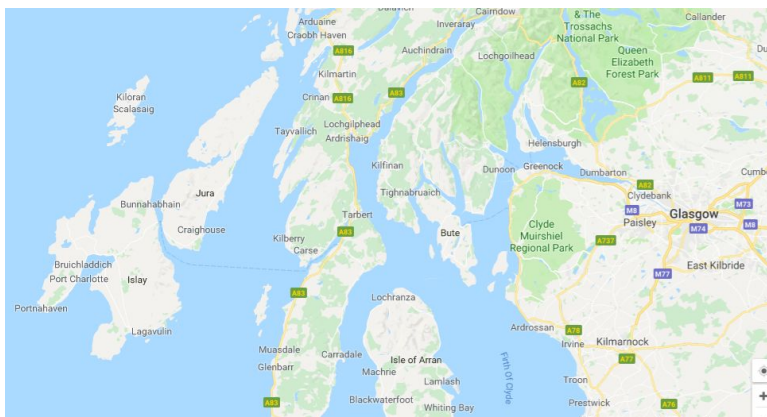 Arduaine
Craobh Haven
Inveraray
Cairndow
& The
Trossachs
National Park
Callander
A816
Auchindrain
Lochgoilhead
Queen
Elizabeth
Forest Park
Kilmartin
A83
A82
A811
A811
Kiloran
Scalasaig
Crinan
A816
Lochgilphead
Ardrishaig
Tayvallich
Helensburgh
Kilfinan
Dunoon
Greenock
Dumbarton
Jura
Tighnabruaich
A82
Clydebank
Bunnahabhain
Tarbert
M8
M73
Glasgow
Craighouse
Kilberry
Carse
A83
Bute
Clyde
Muirshiel
Regional Park
Paisley
M74
M8
A737
Bruichladdich
Port Charlotte
Islay
M77
East Kilbride
Portnahaven
A83
Lochranza
Lagavulin
Ardrossan
A78
Irvine
Kilmarnock
Muasdale
Glenbarr
Carradale
Isle of Arran
Machrie
Firth Of Clyde
A77
Lamlash
Troon
A83
Blackwaterfoot
Whiting Bay
Prestwick
A76